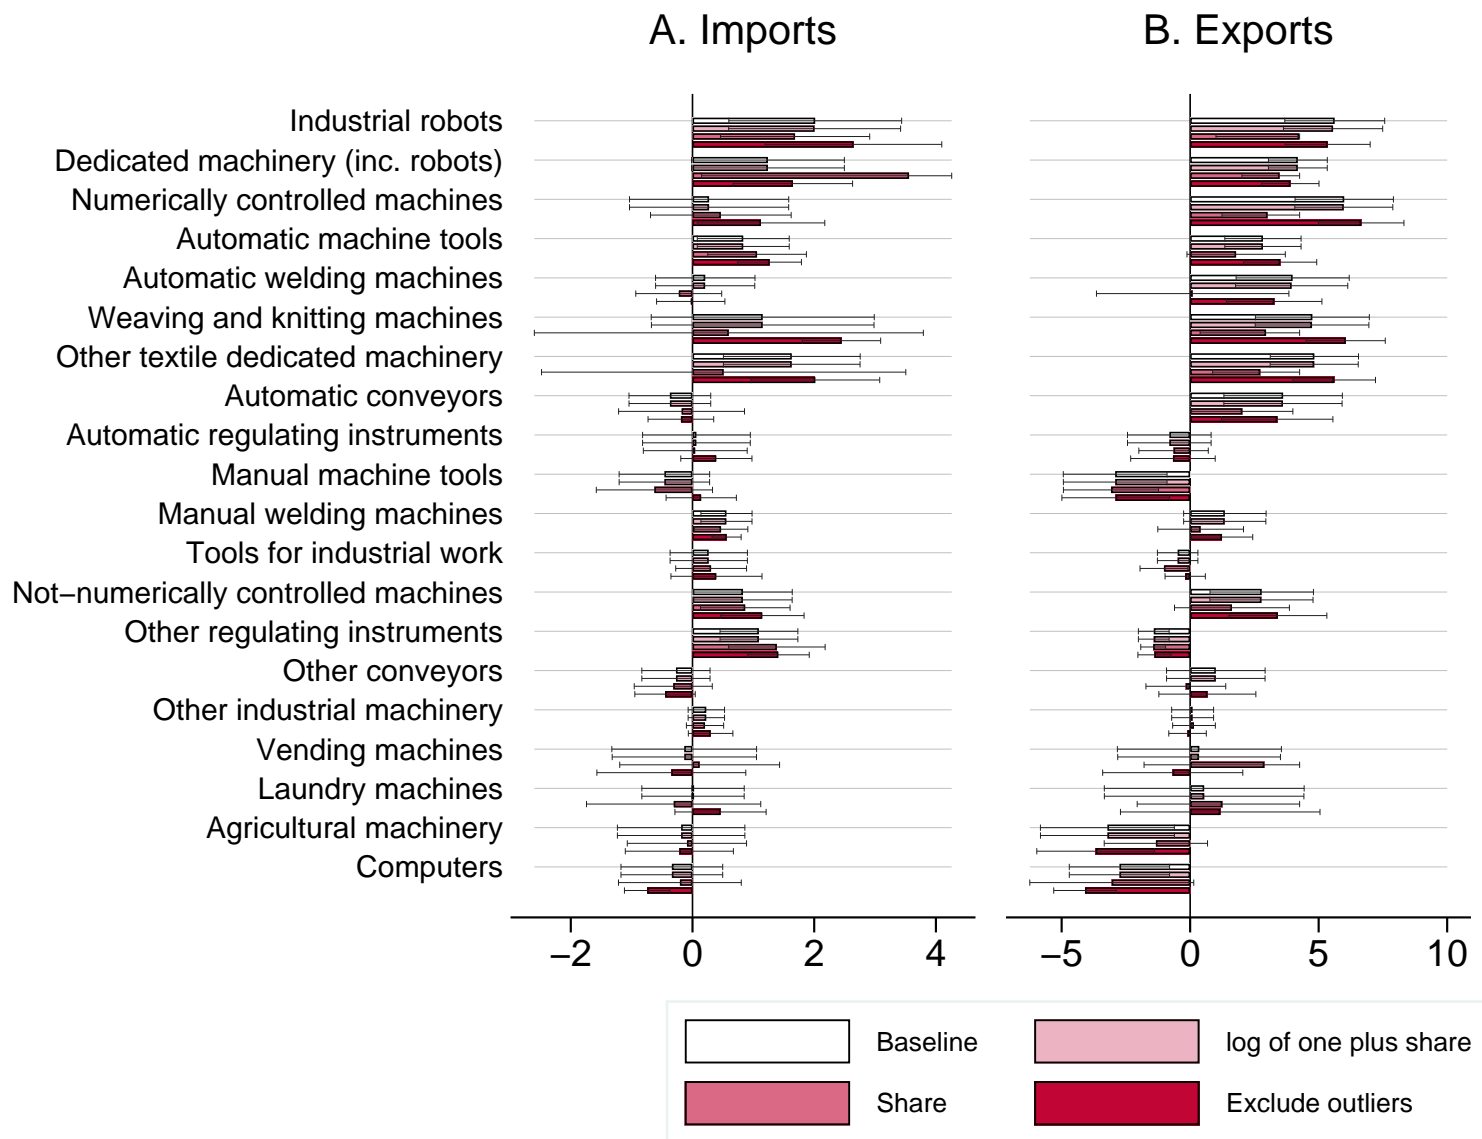 A. Imports
B. Exports
Industrial robots
Dedicated machinery (inc. robots)
Numerically controlled machines
Automatic machine tools
Automatic welding machines
Weaving and knitting machines
Other textile dedicated machinery
Automatic conveyors
Automatic regulating instruments
Manual machine tools
Manual welding machines
Tools for industrial work
Not−numerically controlled machines
Other regulating instruments
Other conveyors
Other industrial machinery
Vending machines
Laundry machines
Agricultural machinery
Computers
−2 0 2 4
−5 0 5 10
Baseline
log of one plus share
Share
Exclude outliers